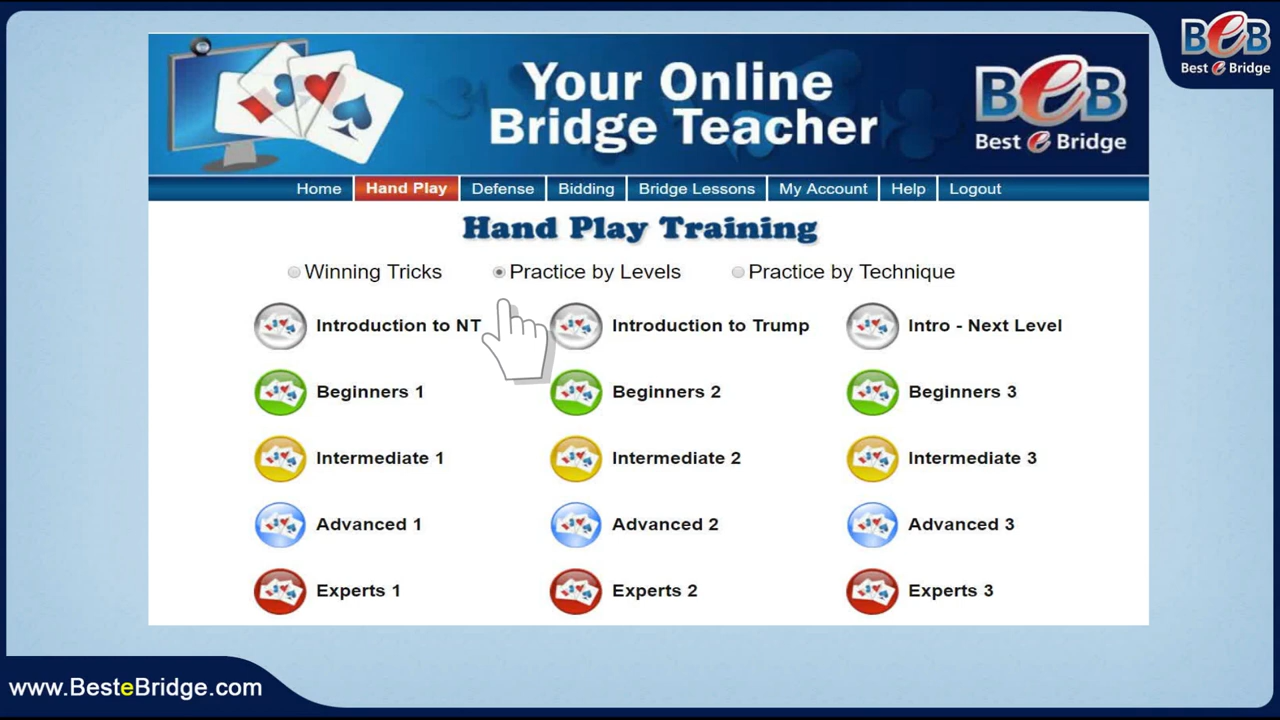 BeB
Best e Bridge
Your Online
Bridge Teacher
BeB
Best e Bridge
Home Hand Play Defense Bidding Bridge Lessons My Account Help Logout
Hand Play Training
Winning Tricks Practice by Levels Practice by Technique
Introduction to NT Introduction to Trump Intro - Next Level
Beginners 1 Beginners 2 Beginners 3
Intermediate 1 Intermediate 2 Intermediate 3
Advanced 1 Advanced 2 Advanced 3
Experts 1 Experts 2 Experts 3
www.BesteBridge.com